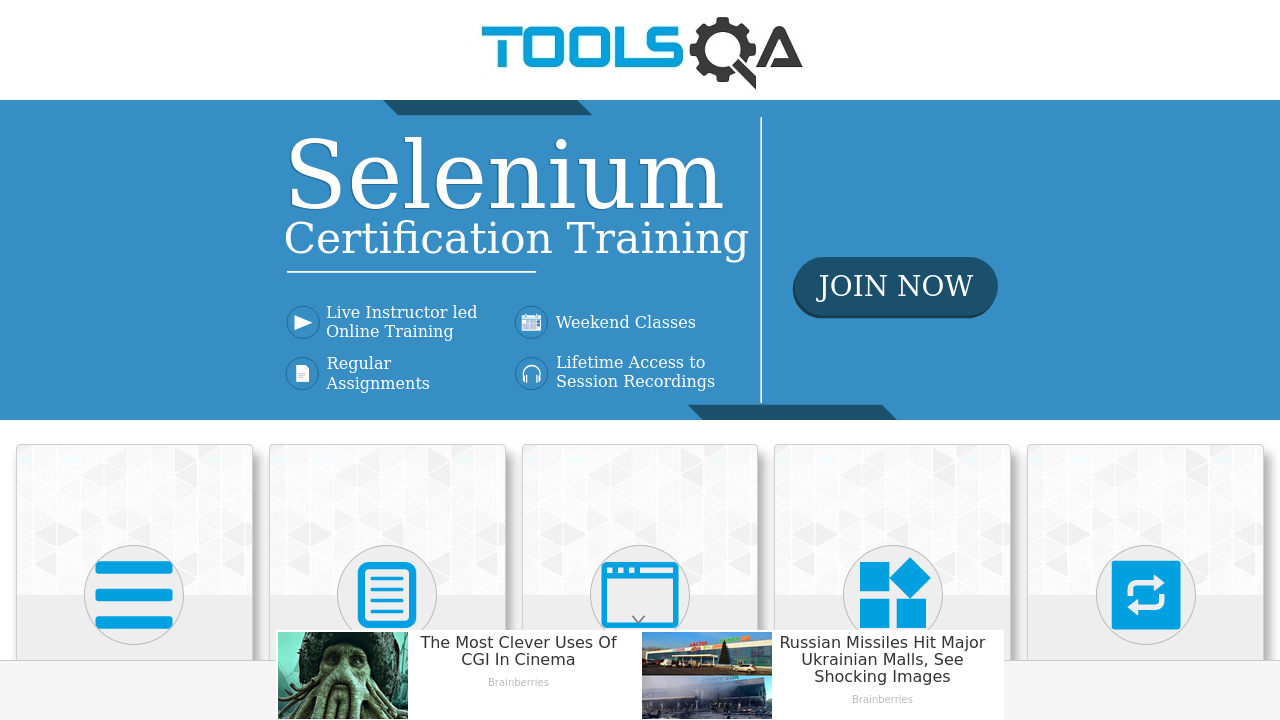 TOOLSQA
Selenium
Certification Training
JOIN NOW
Live Instructor led
Online Training
Weekend Classes
Regular
Assignments
Lifetime Access to
Session Recordings
The Most Clever Uses Of
CGI In Cinema
Brainberries
Russian Missiles Hit Major
Ukrainian Malls, See
Shocking Images
Brainberries